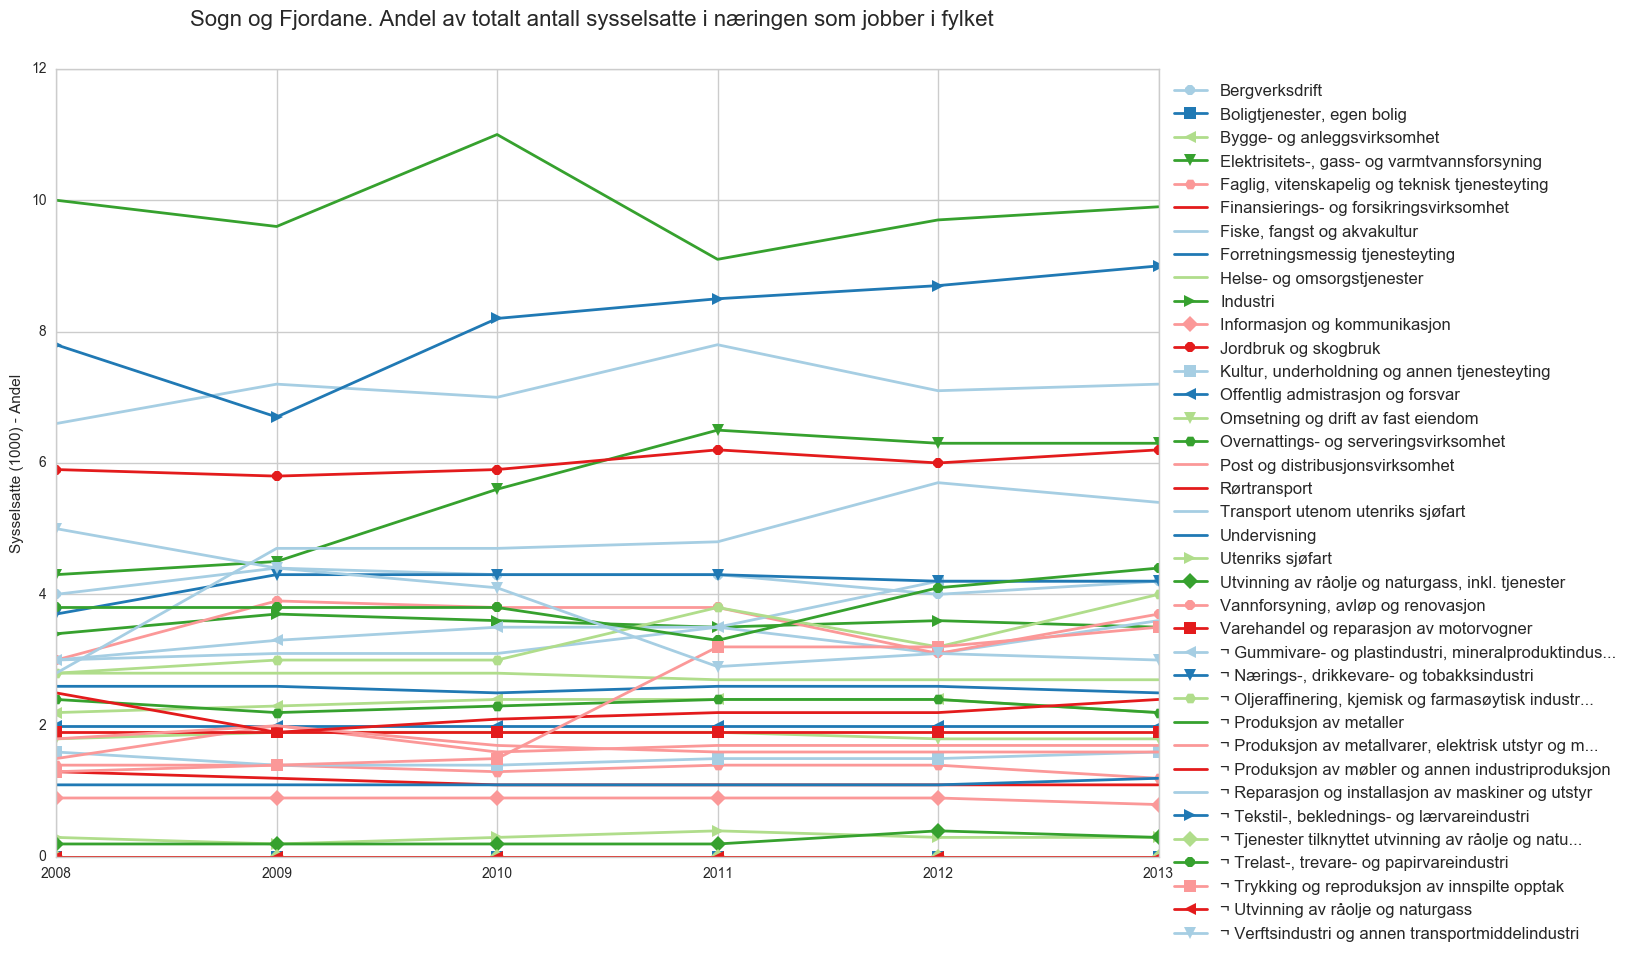 Sogn og Fjordane. Andel av totalt antall sysselsatte i næringen som jobber i fylket
Sysselsatte (1000) - Andel
12
10
8
6
4
2
0
2008
2009
2010
2011
2012
2013
Bergverksdrift
Boligtjenester, egen bolig
Bygge- og anleggsvirksomhet
Elektrisitets-, gass- og varmtvannsforsyning
Faglig, vitenskapelig og teknisk tjenesteyting
Finansierings- og forsikringsvirksomhet
Fiske, fangst og akvakultur
Forretningsmessig tjenesteyting
Helse- og omsorgstjenester
Industri
Informasjon og kommunikasjon
Jordbruk og skogbruk
Kultur, underholdning og annen tjenesteyting
Offentlig admistrasjon og forsvar
Omsetning og drift av fast eiendom
Overnattings- og serveringsvirksomhet
Post og distribusjonsvirksomhet
Rørtransport
Transport utenom utenriks sjøfart
Undervisning
Utenriks sjøfart
Utvinning av råolje og naturgass, inkl. tjenester
Vannforsyning, avløp og renovasjon
Varehandel og reparasjon av motorvogner
¬ Gummivare- og plastindustri, mineralproduktindus...
¬ Nærings-, drikkevare- og tobakksindustri
¬ Oljeraffinering, kjemisk og farmasøytisk industr...
¬ Produksjon av metaller
¬ Produksjon av metallvarer, elektrisk utstyr og m...
¬ Produksjon av møbler og annen industriproduksjon
¬ Reparasjon og installasjon av maskiner og utstyr
¬ Tekstil-, beklednings- og lærvareindustri
¬ Tjenester tilknyttet utvinning av råolje og natu...
¬ Trelast-, trevare- og papirvareindustri
¬ Trykking og reproduksjon av innspilte opptak
¬ Utvinning av råolje og naturgass
¬ Verftsindustri og annen transportmiddelindustri